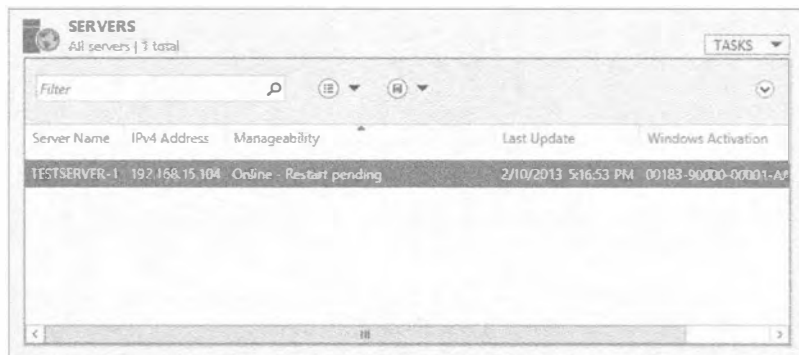 SERVERS
All servers | 1 total
TASKS
Filter
Server Name IPv4 Address Manageability Last Update Windows Activation
TESTSERVER-1 192.168.15.104 Online - Restart pending 2/10/2013 5:16:53 PM 00183-90000-00001-AA